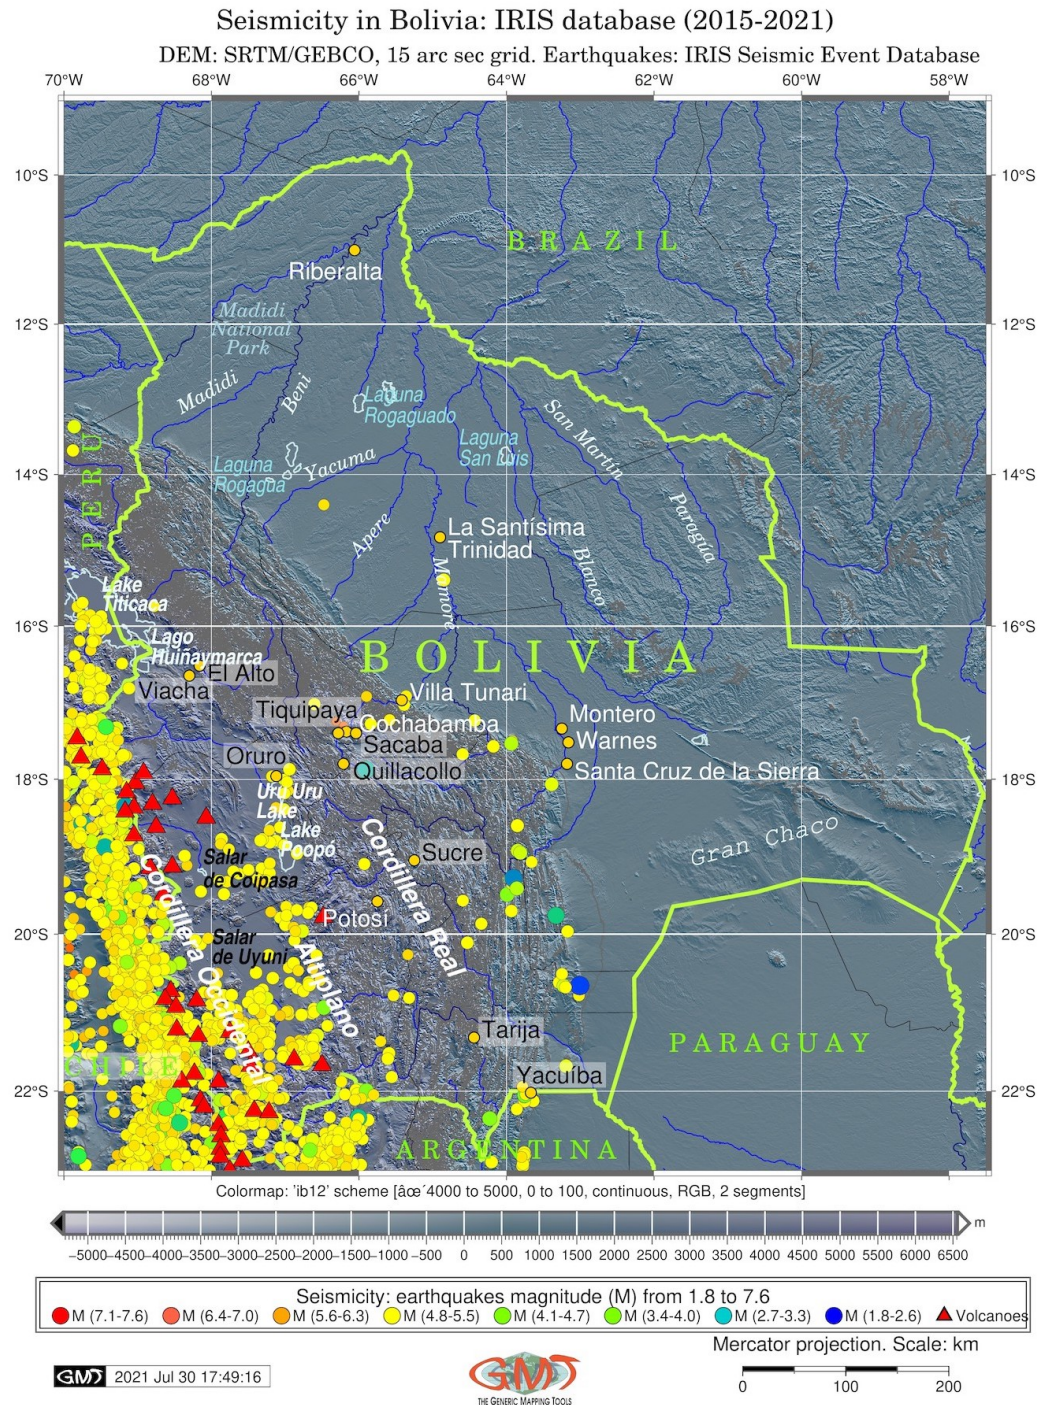 Seismicity in Bolivia: IRIS database (2015-2021)
DEM: SRTM/GEBCO, 15 arc sec grid. Earthquakes: IRIS Seismic Event Database
70°W 68°W 66°W 64°W 62°W 60°W 58°W
10°S 10°S
BRAZIL
Riberalta
Madidi
National
Park
12°S 12°S
Madidi
Beni
Laguna
Rogaguado
San Martin
Laguna
San Luis
PERU
Laguna
Rogagua
Yacuma
14°S 14°S
Paragua
Apere
La Santísima
Trinidad
Blanco
Mamore
Lake
Titicaca
16°S 16°S
Lago
Huiñaymarca
BOLIVIA
El Alto
Viacha
Villa Tunari
Tiquipaya
Cochabamba
Montero
Sacaba
Warnes
Oruro
Quillacollo
Santa Cruz de la Sierra
18°S 18°S
Uru Uru
Lake
Lake
Poopó
Gran Chaco
Salar
de Coipasa
Sucre
Cordillera Real
Cordillera Occidental
Potosí
20°S 20°S
Salar
de Uyuni
Altiplano
Tarija
PARAGUAY
CHILE
Yacuíba
22°S 22°S
ARGENTINA
Colormap: 'ib12' scheme [âœ´4000 to 5000, 0 to 100, continuous, RGB, 2 segments]
m
−5000 −4500 −4000 −3500 −3000 −2500 −2000 −1500 −1000 −500 0 500 1000 1500 2000 2500 3000 3500 4000 4500 5000 5500 6000 6500
Seismicity: earthquakes magnitude (M) from 1.8 to 7.6
M (7.1-7.6) M (6.4-7.0) M (5.6-6.3) M (4.8-5.5) M (4.1-4.7) M (3.4-4.0) M (2.7-3.3) M (1.8-2.6) Volcanoes
Mercator projection. Scale: km
0 100 200
GMT 2021 Jul 30 17:49:16
GMT
THE GENERIC MAPPING TOOLS